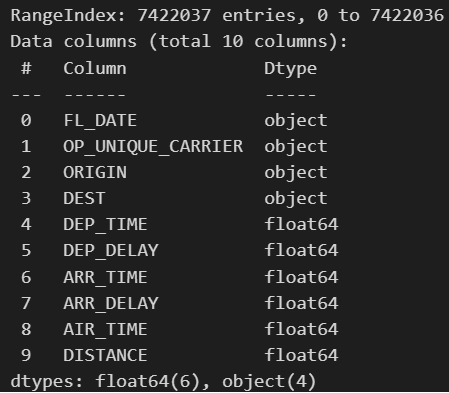 RangeIndex: 7422037 entries, 0 to 7422036
Data columns (total 10 columns):
 #   Column             Dtype
---  ------             -----
 0   FL_DATE            object
 1   OP_UNIQUE_CARRIER  object
 2   ORIGIN             object
 3   DEST               object
 4   DEP_TIME           float64
 5   DEP_DELAY          float64
 6   ARR_TIME           float64
 7   ARR_DELAY          float64
 8   AIR_TIME           float64
 9   DISTANCE           float64
dtypes: float64(6), object(4)